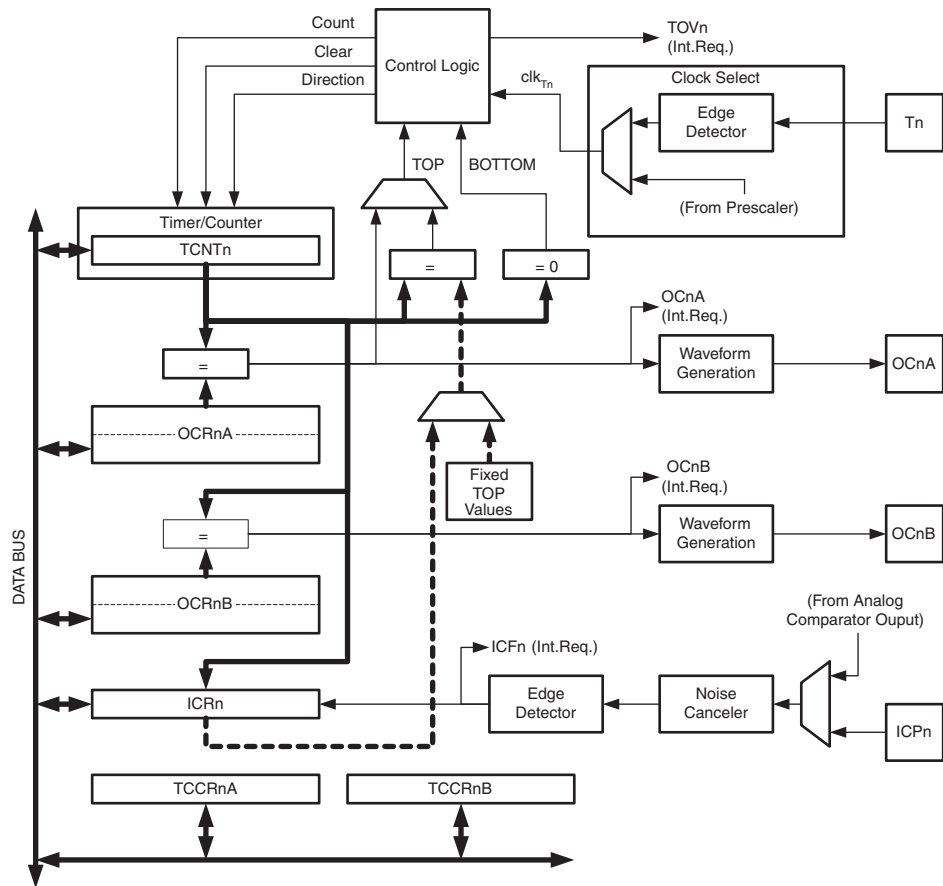 Count
Clear
Direction
Control Logic
TOVn
(Int.Req.)
clkTn
Clock Select
Edge
Detector
Tn
(From Prescaler)
TOP
BOTTOM
Timer/Counter
TCNTn
=
= 0
OCnA
(Int.Req.)
=
Waveform
Generation
OCnA
OCRnA
Fixed
TOP
Values
OCnB
(Int.Req.)
=
Waveform
Generation
OCnB
DATA BUS
OCRnB
(From Analog
Comparator Ouput)
ICFn (Int.Req.)
ICRn
Edge
Detector
Noise
Canceler
ICPn
TCCRnA
TCCRnB